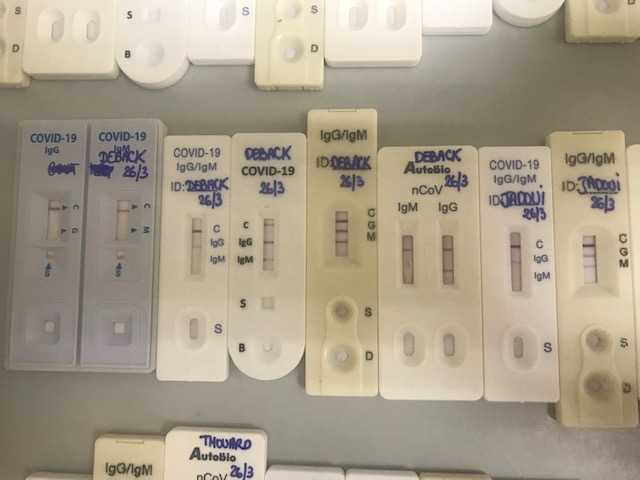 S
D
S
B
S
S
D
S
D
COVID-19
IgG
C
G
S
COVID-19
IgM
DEBACK
26/3
C
M
S
COVID-19
IgG/IgM
ID: DEBACK
26/3
C
IgG
IgM
S
DEBACK
COVID-19
26/3
C
IgG
IgM
S
B
IgG/IgM
ID: DEBACK
26/3
C
G
M
S
D
DEBACK
AutoBio
26/3
nCoV
IgM IgG
COVID-19
IgG/IgM
ID: JADOUI
26/3
C
IgG
IgM
S
IgG/IgM
ID: JADOUI
26/3
C
G
M
S
D
IgG/IgM
THOUARD
AutoBio
nCoV 26/3